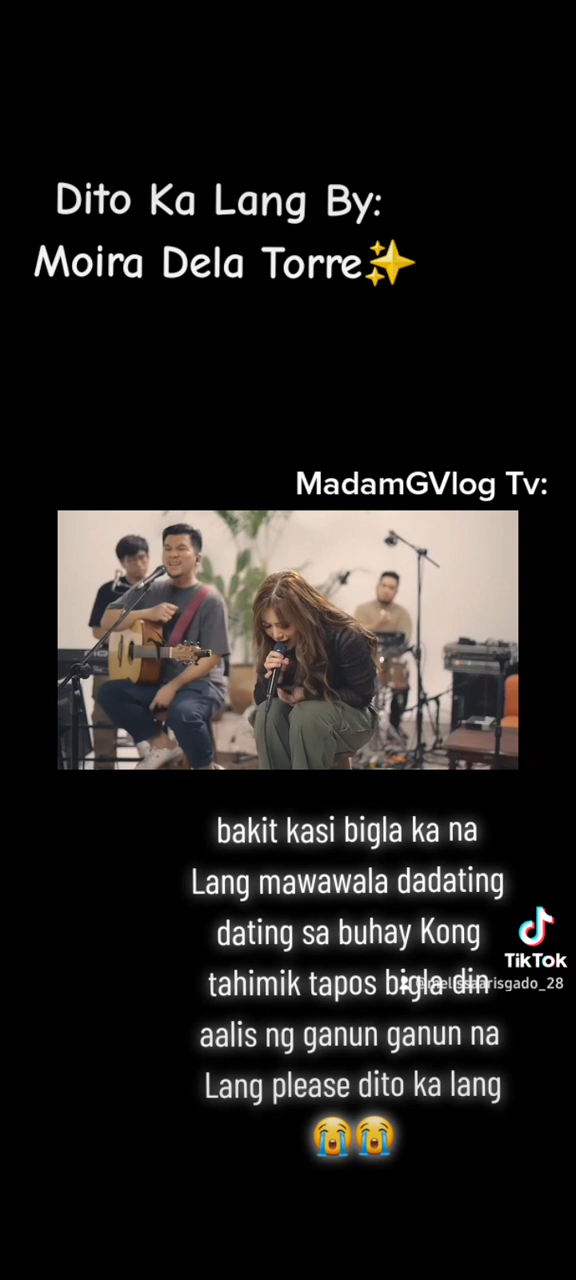 Dito Ka Lang By:
Moira Dela Torre✨
MadamGVlog Tv:
bakit kasi bigla ka na
Lang mawawala dadating
dating sa buhay Kong
tahimik tapos bigla din
aalis ng ganun ganun na
Lang please dito ka lang
😭😭
TikTok
@melissaarisgado_28